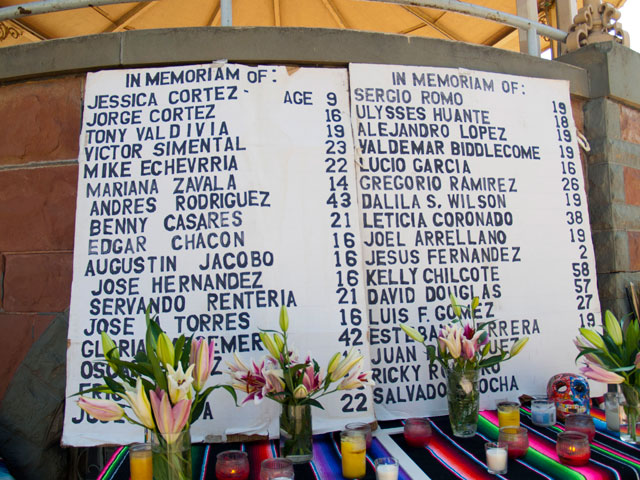 IN MEMORIAM OF:
JESSICA CORTEZ - AGE 9
JORGE CORTEZ 16
TONY VALDIVIA 19
VICTOR SIMENTAL 23
MIKE ECHEVRRIA 22
MARIANA ZAVALA 14
ANDRES RODRIGUEZ 43
BENNY CASARES 21
EDGAR CHACON 16
AUGUSTIN JACOBO 16
JOSE HERNANDEZ 16
SERVANDO RENTERIA 21
JOSE M TORRES 16
42
OSCAR
JOSE 22
IN MEMORIAM OF:
SERGIO ROMO 19
ULYSSES HUANTE 18
ALEJANDRO LOPEZ 19
VALDEMAR BIDDLECOME 19
LUCIO GARCIA 16
GREGORIO RAMIREZ 26
DALILA S. WILSON 19
LETICIA CORONADO 38
JOEL ARRELLANO 19
JESUS FERNANDEZ 2
KELLY CHILCOTE 58
DAVID DOUGLAS 57
LUIS F. GOMEZ 27
19
JUAN
RICKY